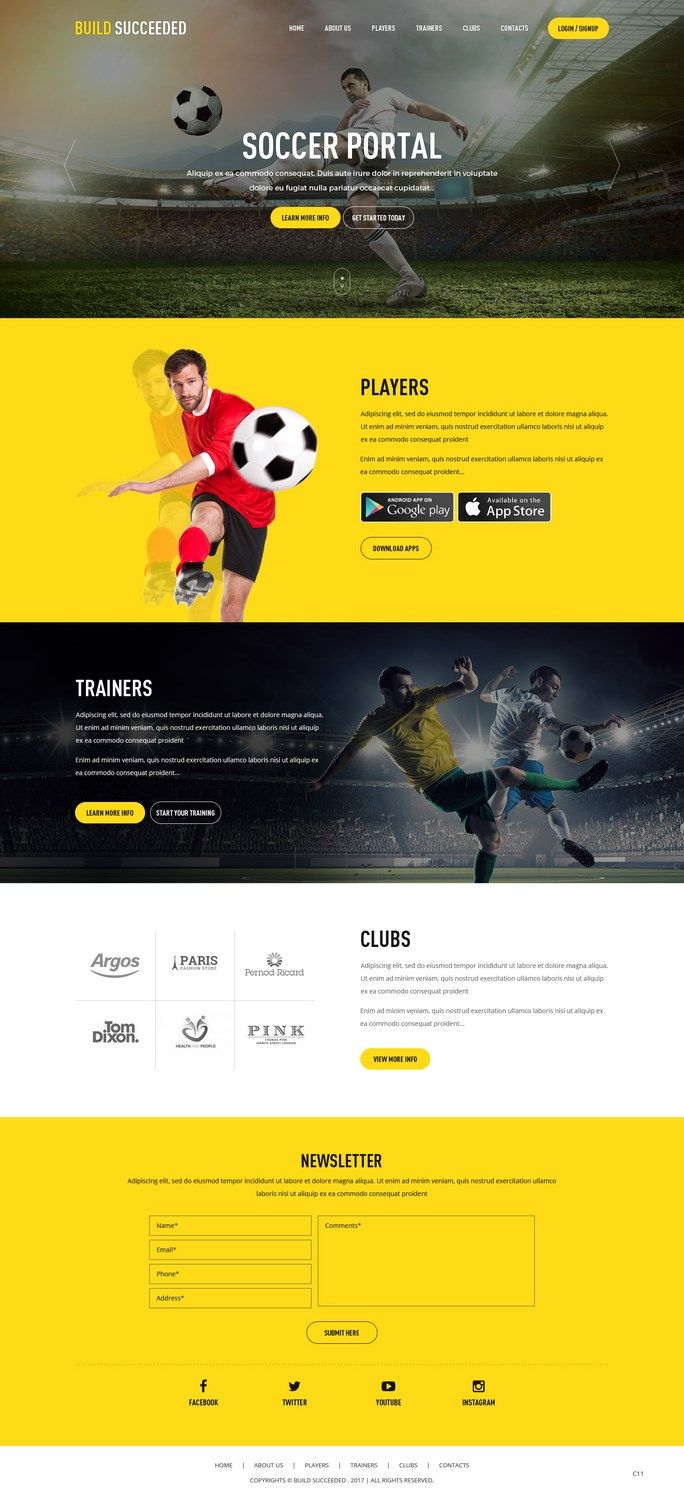 BUILD SUCCEEDED
HOME ABOUT US PLAYERS TRAINERS CLUBS CONTACTS LOGIN / SIGNUP
SOCCER PORTAL
Aliquip ex ea commodo consequat. Duis aute irure dolor in reprehenderit in voluptate
dolore eu fugiat nulla pariatur occaecat cupidatat..
LEARN MORE INFO GET STARTED TODAY
PLAYERS
Adipiscing elit, sed do eiusmod tempor incididunt ut labore et dolore magna aliqua.
Ut enim ad minim veniam, quis nostrud exercitation ullamco laboris nisi ut aliquip
ex ea commodo consequat proident
Enim ad minim veniam, quis nostrud exercitation ullamco laboris nisi ut aliquip ex
ea commodo consequat proident...
ANDROID APP ON
Google play
Available on the
App Store
DOWNLOAD APPS
TRAINERS
Adipiscing elit, sed do eiusmod tempor incididunt ut labore et dolore magna aliqua.
Ut enim ad minim veniam, quis nostrud exercitation ullamco laboris nisi ut aliquip
ex ea commodo consequat proident
Enim ad minim veniam, quis nostrud exercitation ullamco laboris nisi ut aliquip ex
ea commodo consequat proident...
LEARN MORE INFO START YOUR TRAINING
Argos
PARIS
FASHION STORE
Pernod Ricard
Tom
Dixon.
HEALTH AND PEOPLE
PINK
THOMAS PINK
JERMYN STREET LONDON
CLUBS
Adipiscing elit, sed do eiusmod tempor incididunt ut labore et dolore magna aliqua.
Ut enim ad minim veniam, quis nostrud exercitation ullamco laboris nisi ut aliquip
ex ea commodo consequat proident
Enim ad minim veniam, quis nostrud exercitation ullamco laboris nisi ut aliquip ex
ea commodo consequat proident...
VIEW MORE INFO
NEWSLETTER
Adipiscing elit, sed do eiusmod tempor incididunt ut labore et dolore magna aliqua. Ut enim ad minim veniam, quis nostrud exercitation ullamco
laboris nisi ut aliquip ex ea commodo consequat proident
Name*
Email*
Phone*
Address*
Comments*
SUBMIT HERE
FACEBOOK TWITTER YOUTUBE INSTAGRAM
HOME | ABOUT US | PLAYERS | TRAINERS | CLUBS | CONTACTS
COPYRIGHTS © BUILD SUCCEEDED . 2017 | ALL RIGHTS RESERVED.
C11